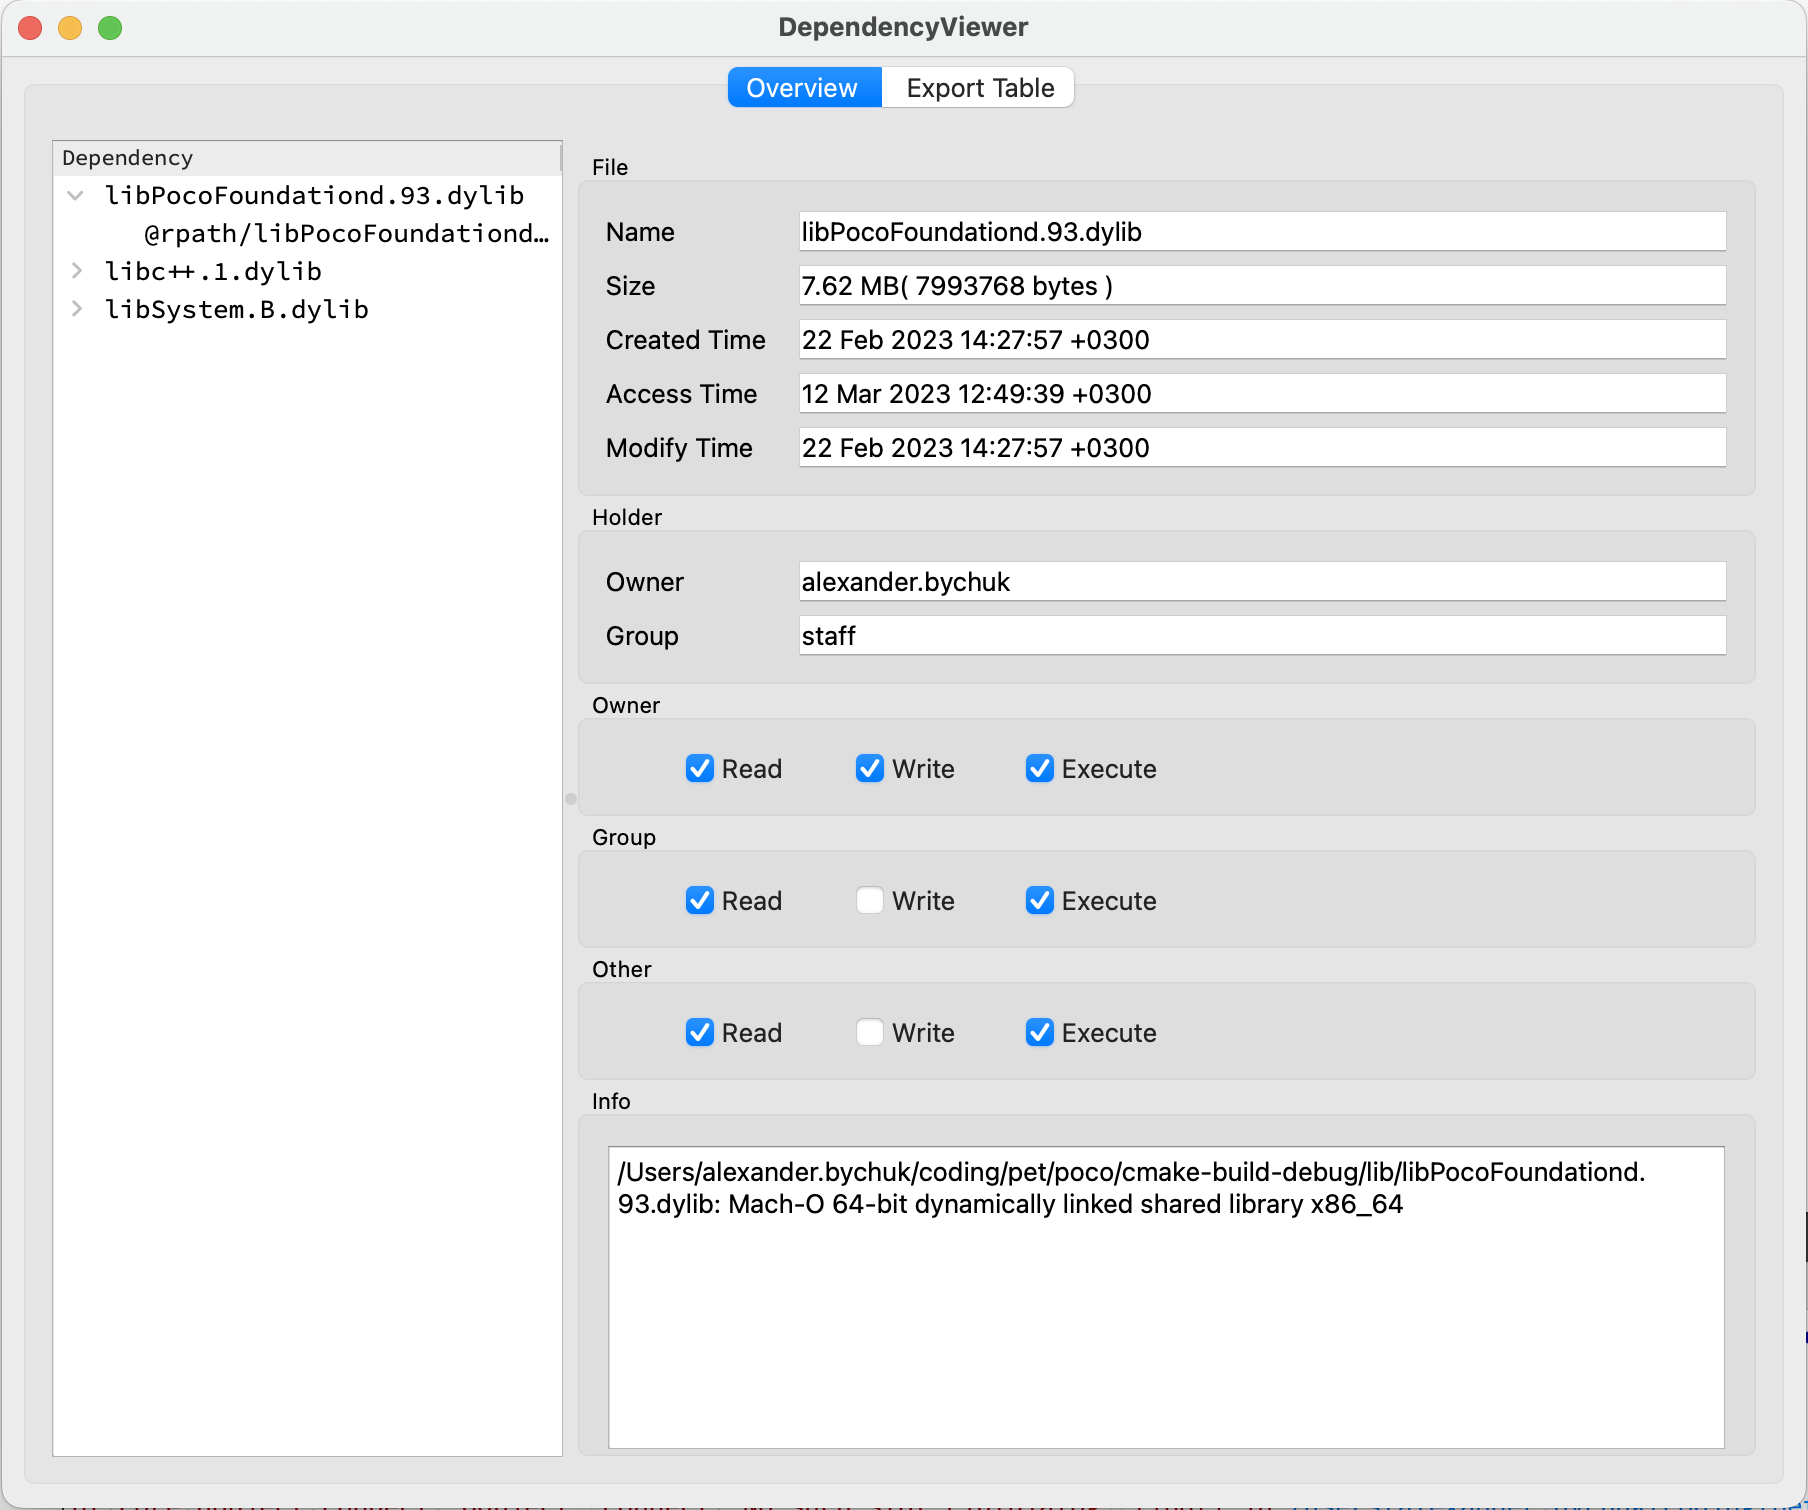 DependencyViewer
Overview
Export Table
Dependency
libPocoFoundationd.93.dylib
@rpath/libPocoFoundationd…
libc++.1.dylib
libSystem.B.dylib
File
Name
libPocoFoundationd.93.dylib
Size
7.62 MB( 7993768 bytes )
Created Time
22 Feb 2023 14:27:57 +0300
Access Time
12 Mar 2023 12:49:39 +0300
Modify Time
22 Feb 2023 14:27:57 +0300
Holder
Owner
alexander.bychuk
Group
staff
Owner
Read
Write
Execute
Group
Read
Write
Execute
Other
Read
Write
Execute
Info
/Users/alexander.bychuk/coding/pet/poco/cmake-build-debug/lib/libPocoFoundationd.
93.dylib: Mach-O 64-bit dynamically linked shared library x86_64